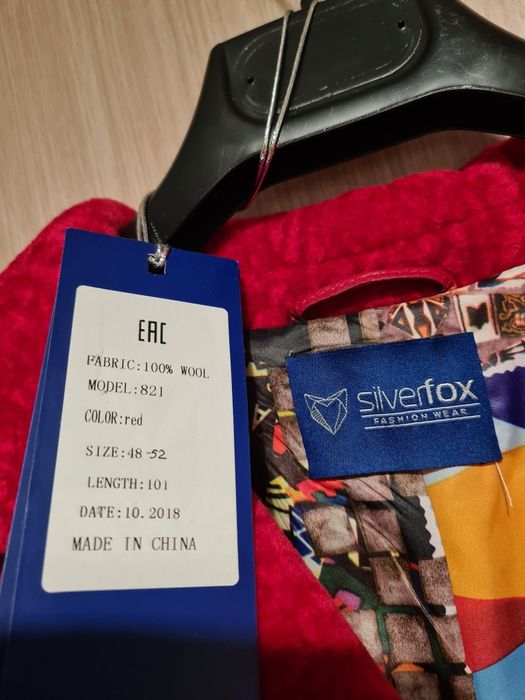 EAC
FABRIC:100% WOOL
MODEL:821
COLOR:red
SIZE:48-52
LENGTH:101
DATE:10.2018
MADE IN CHINA
silverfox
FASHION WEAR